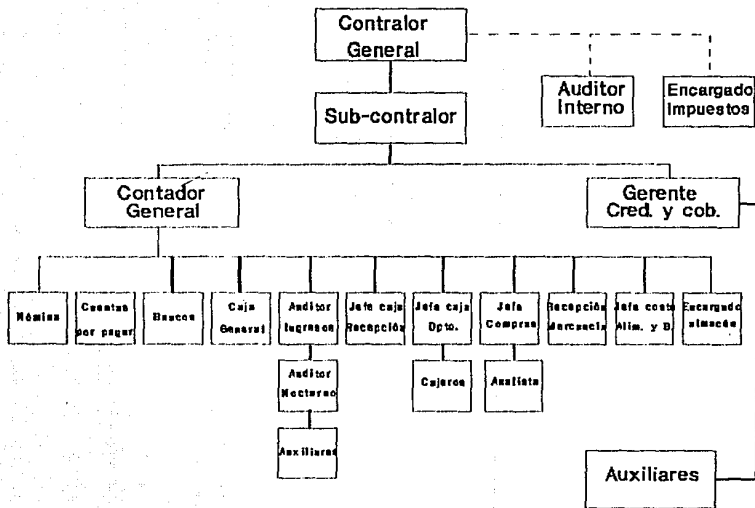 Contralor
General
Auditor
Interno
Encargado
Impuestos
Sub-contralor
Contador
General
Gerente
Cred. y cob.
Nómina
Cuentas
por pagar
Bancos
Caja
General
Auditor
Ingresos
Jefe caja
Recepción
Jefe caja
Dpto.
Jefe
Compras
Recepción
Mercancía
Jefe costo
Alim. y B.
Encargado
almacén
Auditor
Nocturno
Cajeros
Analista
Auxiliares
Auxiliares